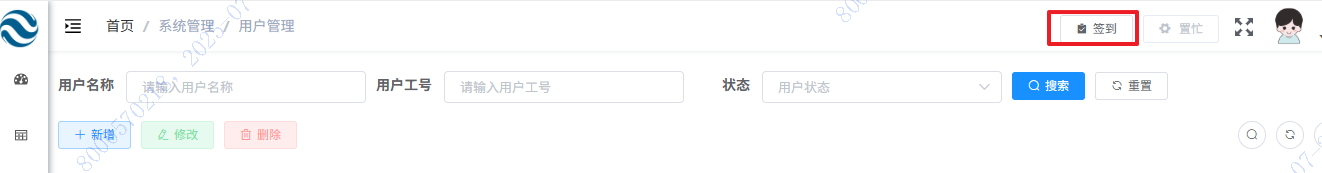 首页 / 系统管理 / 用户管理 签到 置忙
用户名称 请输入用户名称 用户工号 请输入用户工号 状态 用户状态 搜索 重置
+ 新增 修改 删除